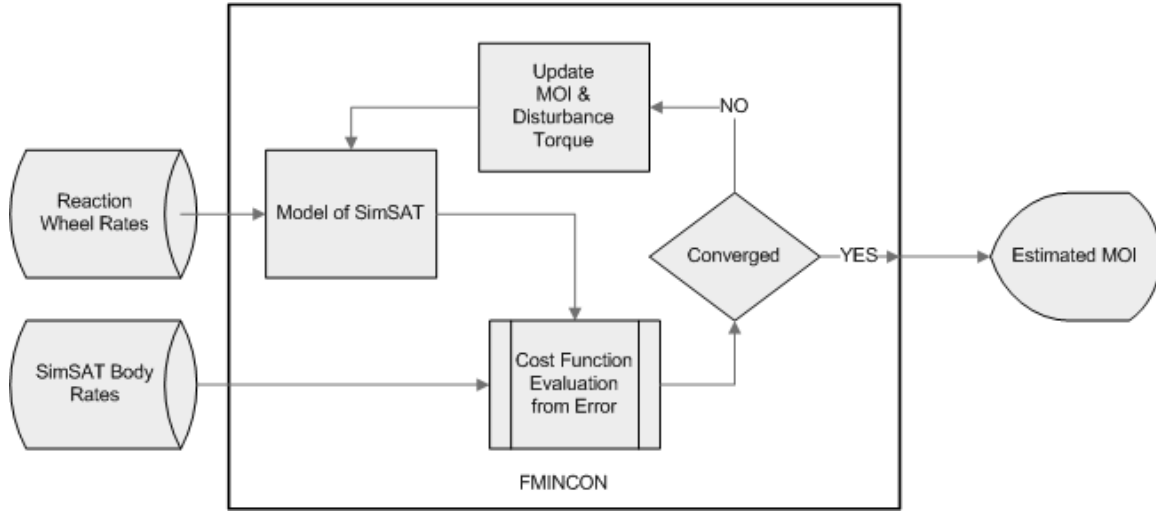 Update
MOI &
Disturbance
Torque
NO
Reaction
Wheel Rates
Model of SimSAT
Converged
YES
Estimated MOI
SimSAT Body
Rates
Cost Function
Evaluation
from Error
FMINCON